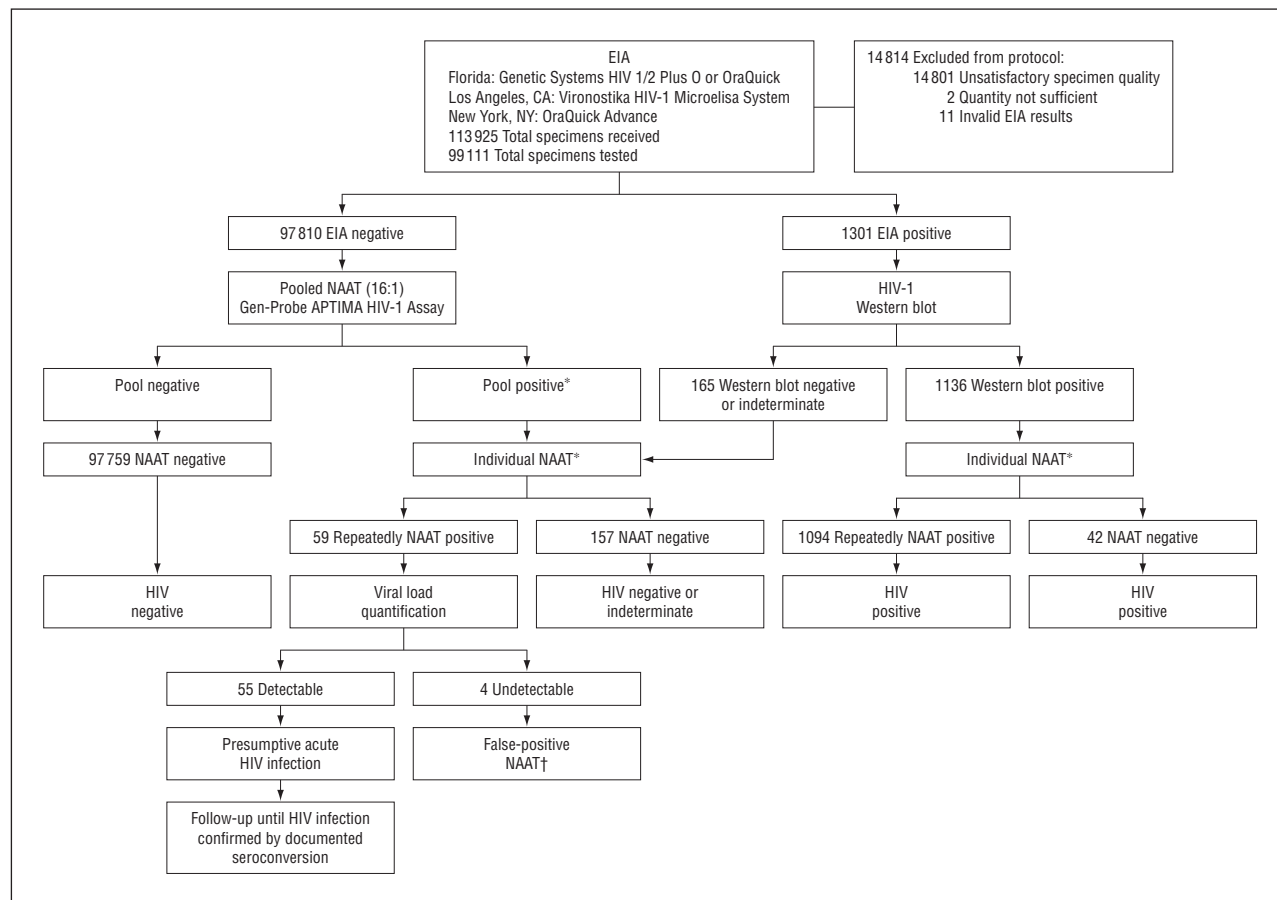 EIA
Florida: Genetic Systems HIV 1/2 Plus O or OraQuick
Los Angeles, CA: Vironostika HIV-1 Microelisa System
New York, NY: OraQuick Advance
113 925 Total specimens received
99 111 Total specimens tested
14 814 Excluded from protocol:
14 801 Unsatisfactory specimen quality
2 Quantity not sufficient
11 Invalid EIA results
97 810 EIA negative
1301 EIA positive
Pooled NAAT (16:1)
Gen-Probe APTIMA HIV-1 Assay
HIV-1
Western blot
Pool negative
Pool positive*
165 Western blot negative
or indeterminate
1136 Western blot positive
97 759 NAAT negative
Individual NAAT*
Individual NAAT*
59 Repeatedly NAAT positive
157 NAAT negative
1094 Repeatedly NAAT positive
42 NAAT negative
HIV
negative
Viral load
quantification
HIV negative or
indeterminate
HIV
positive
HIV
positive
55 Detectable
4 Undetectable
Presumptive acute
HIV infection
False-positive
NAAT†
Follow-up until HIV infection
confirmed by documented
seroconversion